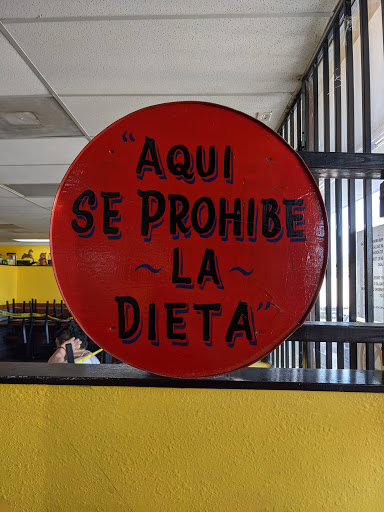 "AQUI
SE PROHIBE
~ LA ~
DIETA"